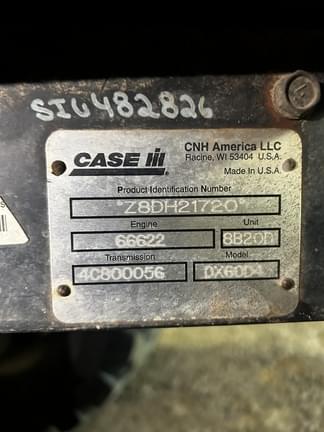 SIU482826
CASE IH
CNH America LLC
Racine, WI 53404 U.S.A.
Made in U.S.A.
Product Identification Number
*Z8DH21720*
Engine Unit
66622 8B20D
Transmission Model
4C800056 DX60D4